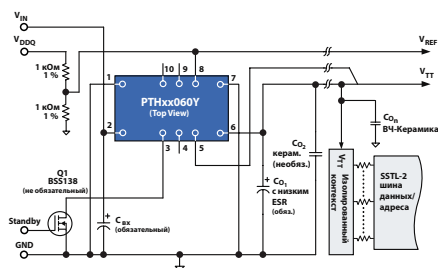 V_IN
V_DDQ
1 кОм
1 %
1 кОм
1 %
10 9 8
1
7
PTHxx060Y
(Top View)
2
6
3 4 5
V_REF
V_TT
Q1
BSS138
(не обязательный)
Standby
GND
+
C_ВХ
(обязательный)
+
C_O1
с низким
ESR
(обяз.)
C_O2
керам.
(необяз.)
C_On
ВЧ-Керамика
V_TT
Изолированный
контекст
SSTL-2
шина
данных/
адреса